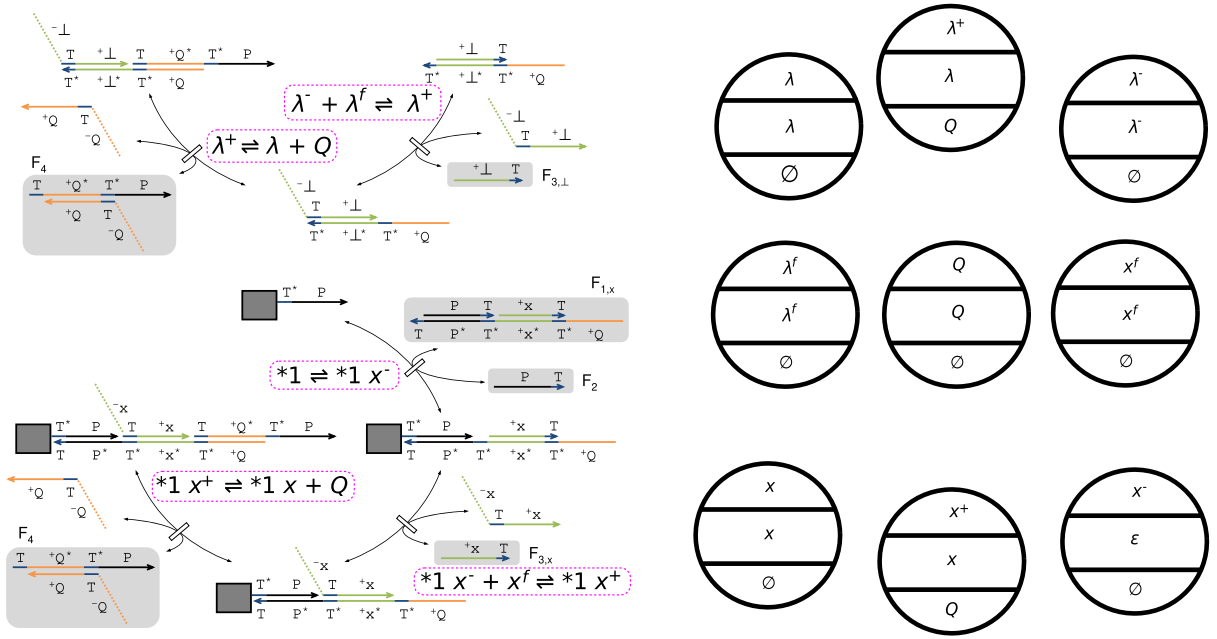 ⁻⊥
T ⁺⊥ T ⁺Q* T* P
T* ⁺⊥* T* ⁺Q
⁺Q T
⁻Q
λ⁺ ⇌ λ + Q
F₄
T ⁺Q* T* P
⁺Q T
⁻Q
⁺⊥ T
T* ⁺⊥* T* ⁺Q
λ⁻ + λᶠ ⇌ λ⁺
⁻⊥
T ⁺⊥
⁺⊥ T
F₃,⊥
⁻⊥
T ⁺⊥
T* ⁺⊥* T* ⁺Q
T* P
F₁,ₓ
P T ⁺x T
T P* T* ⁺x* T* ⁺Q
*1 ⇌ *1 x⁻
P T
F₂
⁻x
T* P T ⁺x T ⁺Q* T* P
T P* T* ⁺x* T* ⁺Q
T* P ⁺x T
T P* T* ⁺x* T* ⁺Q
*1 x⁺ ⇌ *1 x + Q
⁺Q T
⁻Q
F₄
T ⁺Q* T* P
⁺Q T
⁻Q
⁻x
T ⁺x
⁺x T
F₃,ₓ
*1 x⁻ + xᶠ ⇌ *1 x⁺
⁻x
T* P T ⁺x
T P* T* ⁺x* T* ⁺Q
λ
λ
∅
λ⁺
λ
Q
λ⁻
λ⁻
∅
λᶠ
λᶠ
∅
Q
Q
∅
xᶠ
xᶠ
∅
x
x
∅
x⁺
x
Q
x⁻
ε
∅